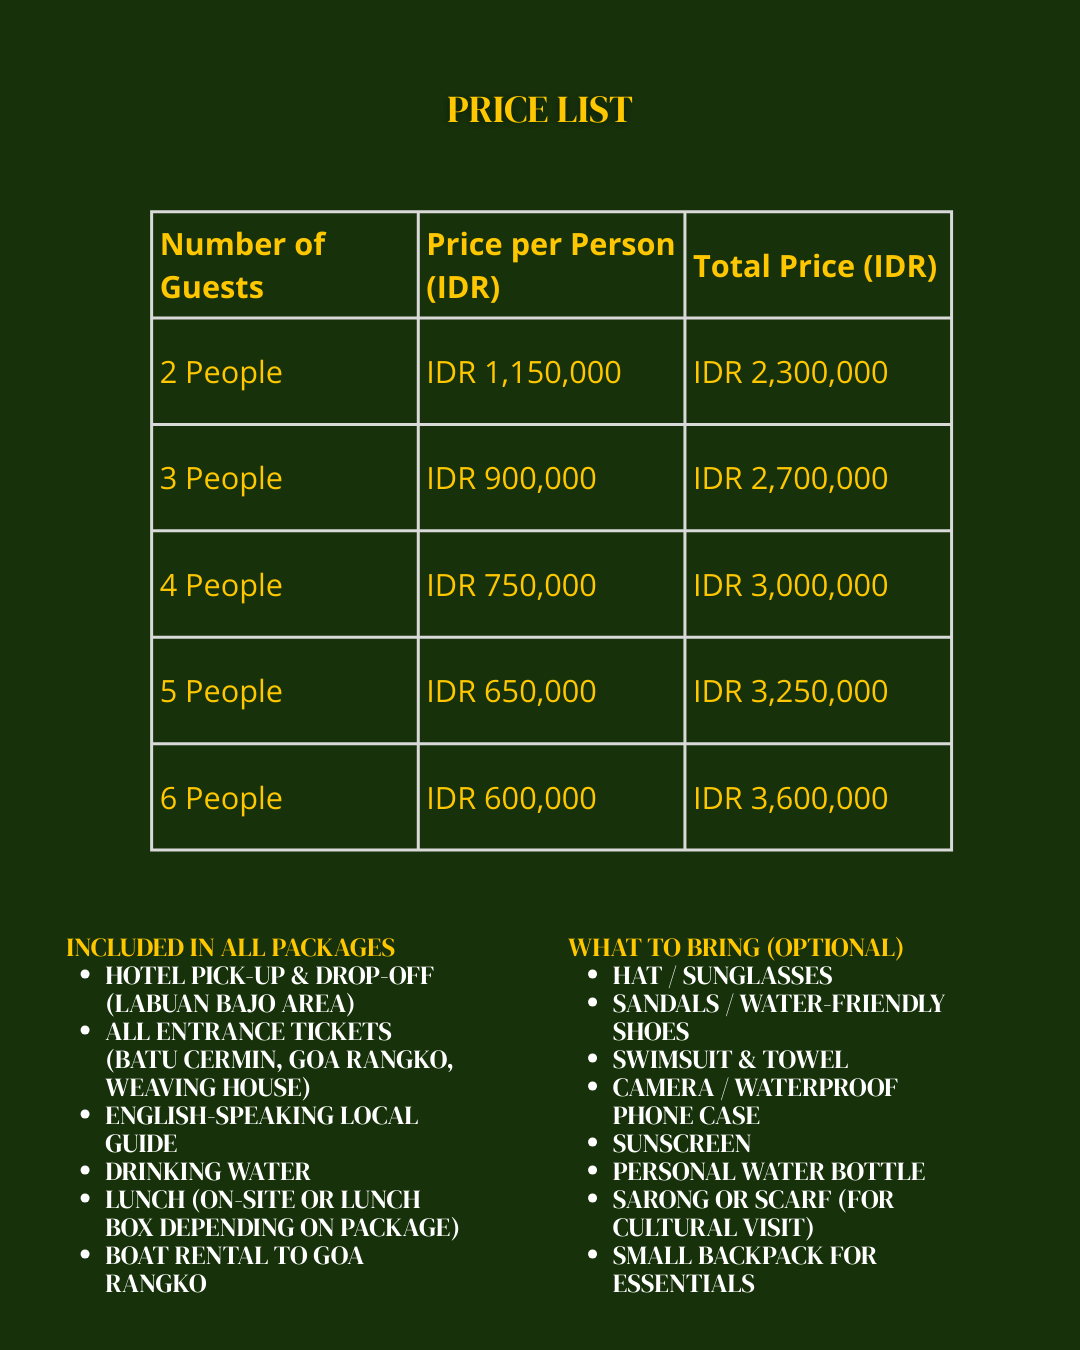 PRICE LIST
Number of
Guests
Price per Person
(IDR)
Total Price (IDR)
2 People
IDR 1,150,000
IDR 2,300,000
3 People
IDR 900,000
IDR 2,700,000
4 People
IDR 750,000
IDR 3,000,000
5 People
IDR 650,000
IDR 3,250,000
6 People
IDR 600,000
IDR 3,600,000
INCLUDED IN ALL PACKAGES
• HOTEL PICK-UP & DROP-OFF
(LABUAN BAJO AREA)
• ALL ENTRANCE TICKETS
(BATU CERMIN, GOA RANGKO,
WEAVING HOUSE)
• ENGLISH-SPEAKING LOCAL
GUIDE
• DRINKING WATER
• LUNCH (ON-SITE OR LUNCH
BOX DEPENDING ON PACKAGE)
• BOAT RENTAL TO GOA
RANGKO
WHAT TO BRING (OPTIONAL)
• HAT / SUNGLASSES
• SANDALS / WATER-FRIENDLY
SHOES
• SWIMSUIT & TOWEL
• CAMERA / WATERPROOF
PHONE CASE
• SUNSCREEN
• PERSONAL WATER BOTTLE
• SARONG OR SCARF (FOR
CULTURAL VISIT)
• SMALL BACKPACK FOR
ESSENTIALS